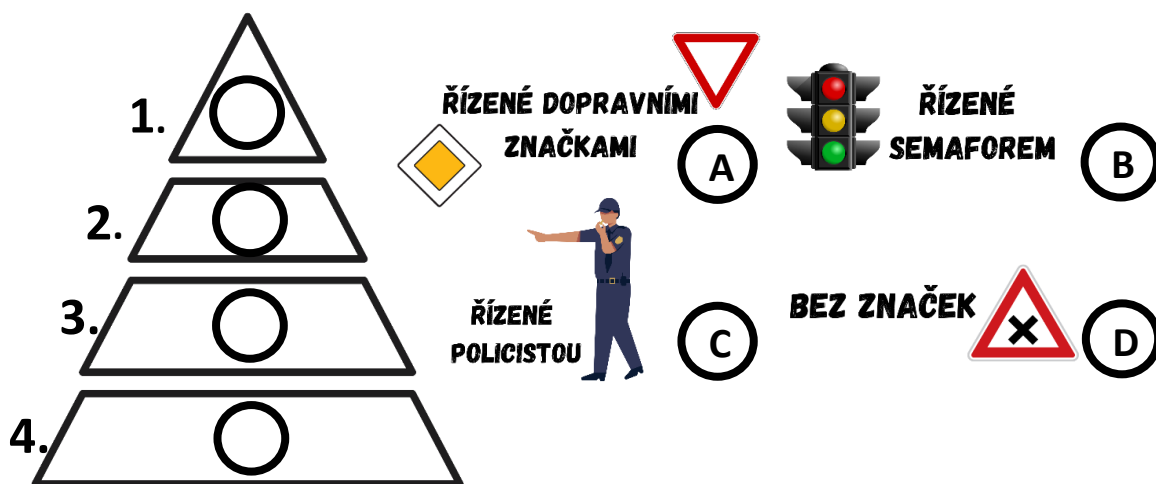 1.
2.
3.
4.
ŘÍZENÉ DOPRAVNÍMI
ZNAČKAMI
A
ŘÍZENÉ
SEMAFOREM
B
ŘÍZENÉ
POLICISTOU
C
BEZ ZNAČEK
D